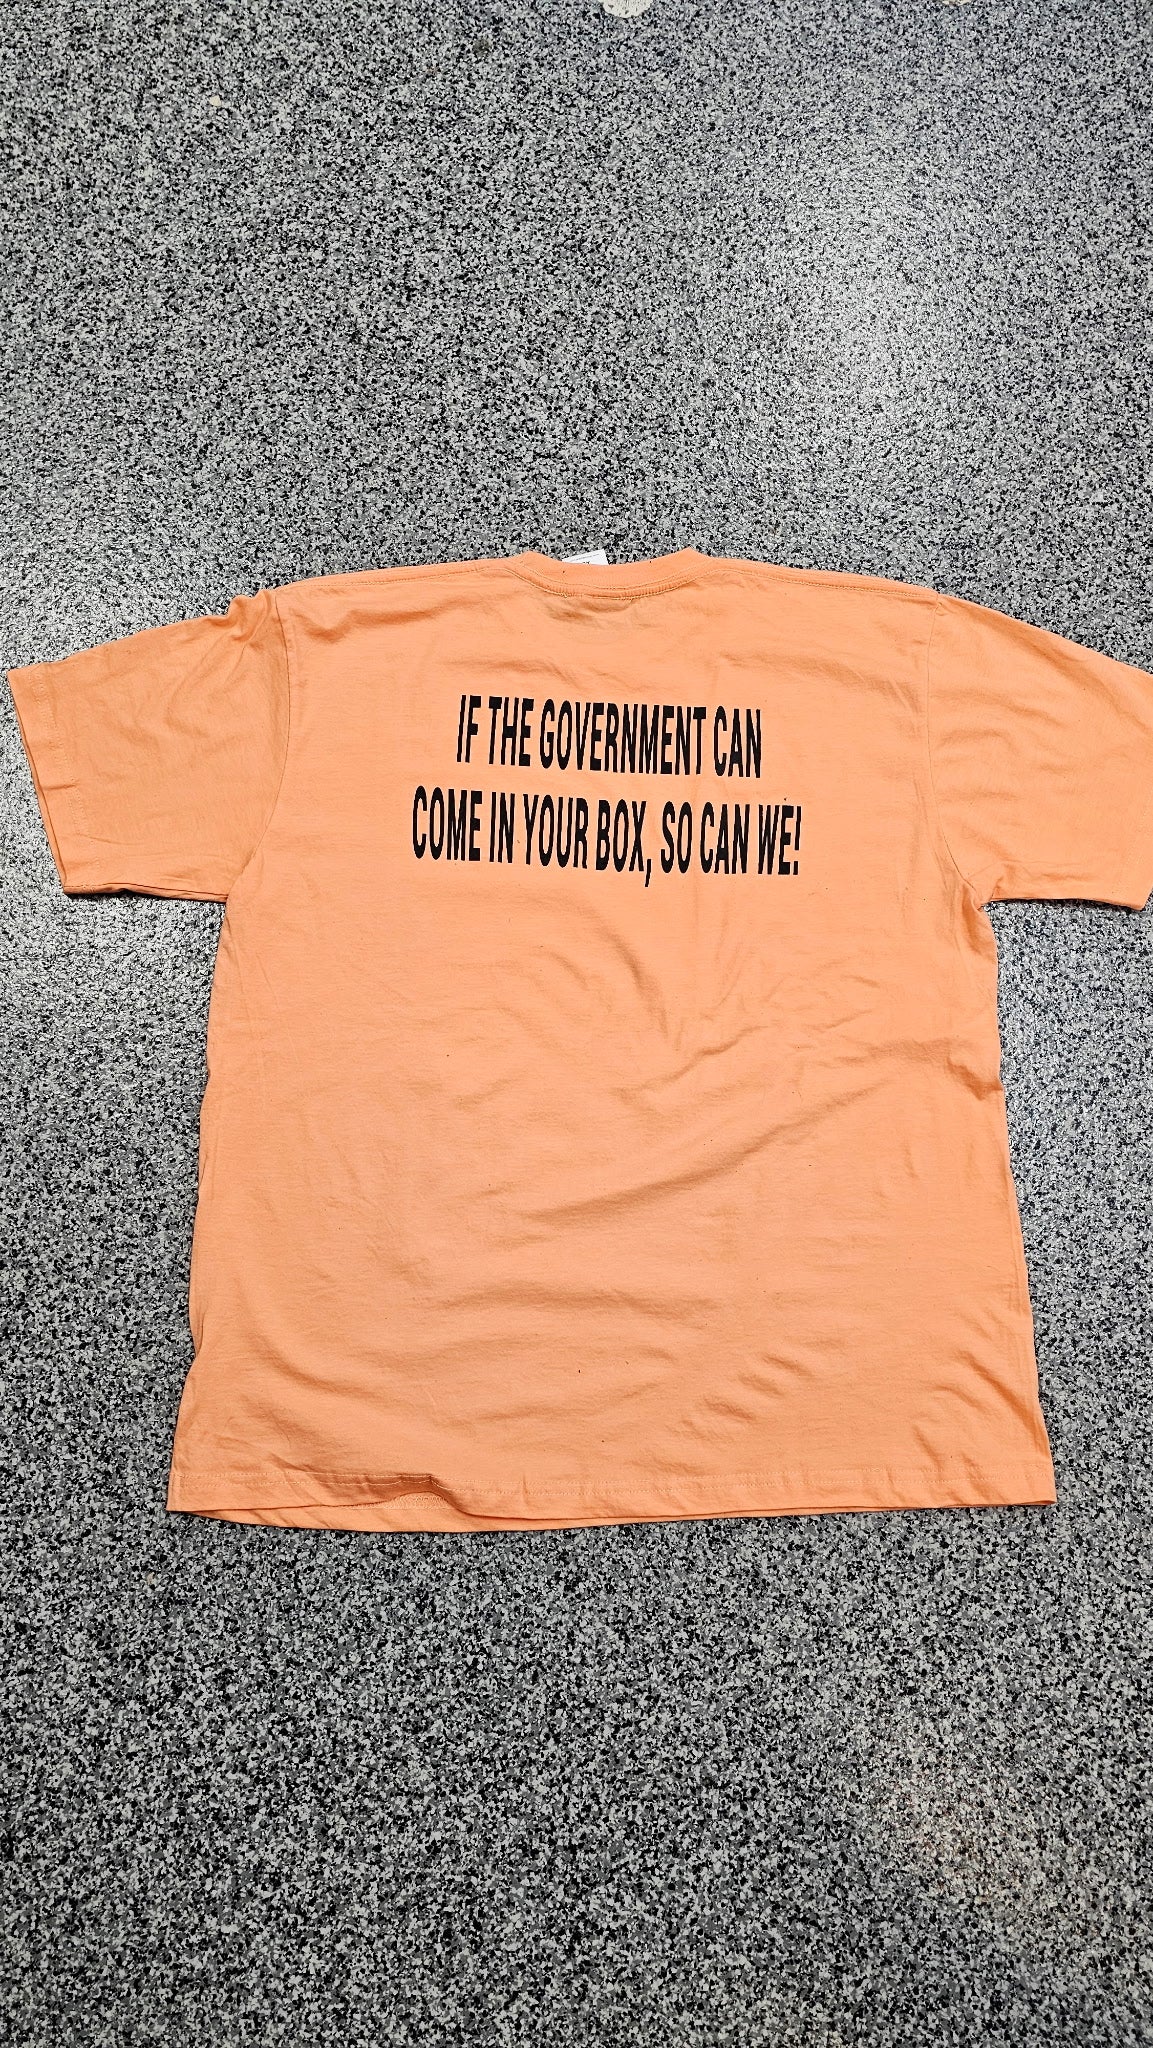 IF THE GOVERNMENT CAN
COME IN YOUR BOX, SO CAN WE!